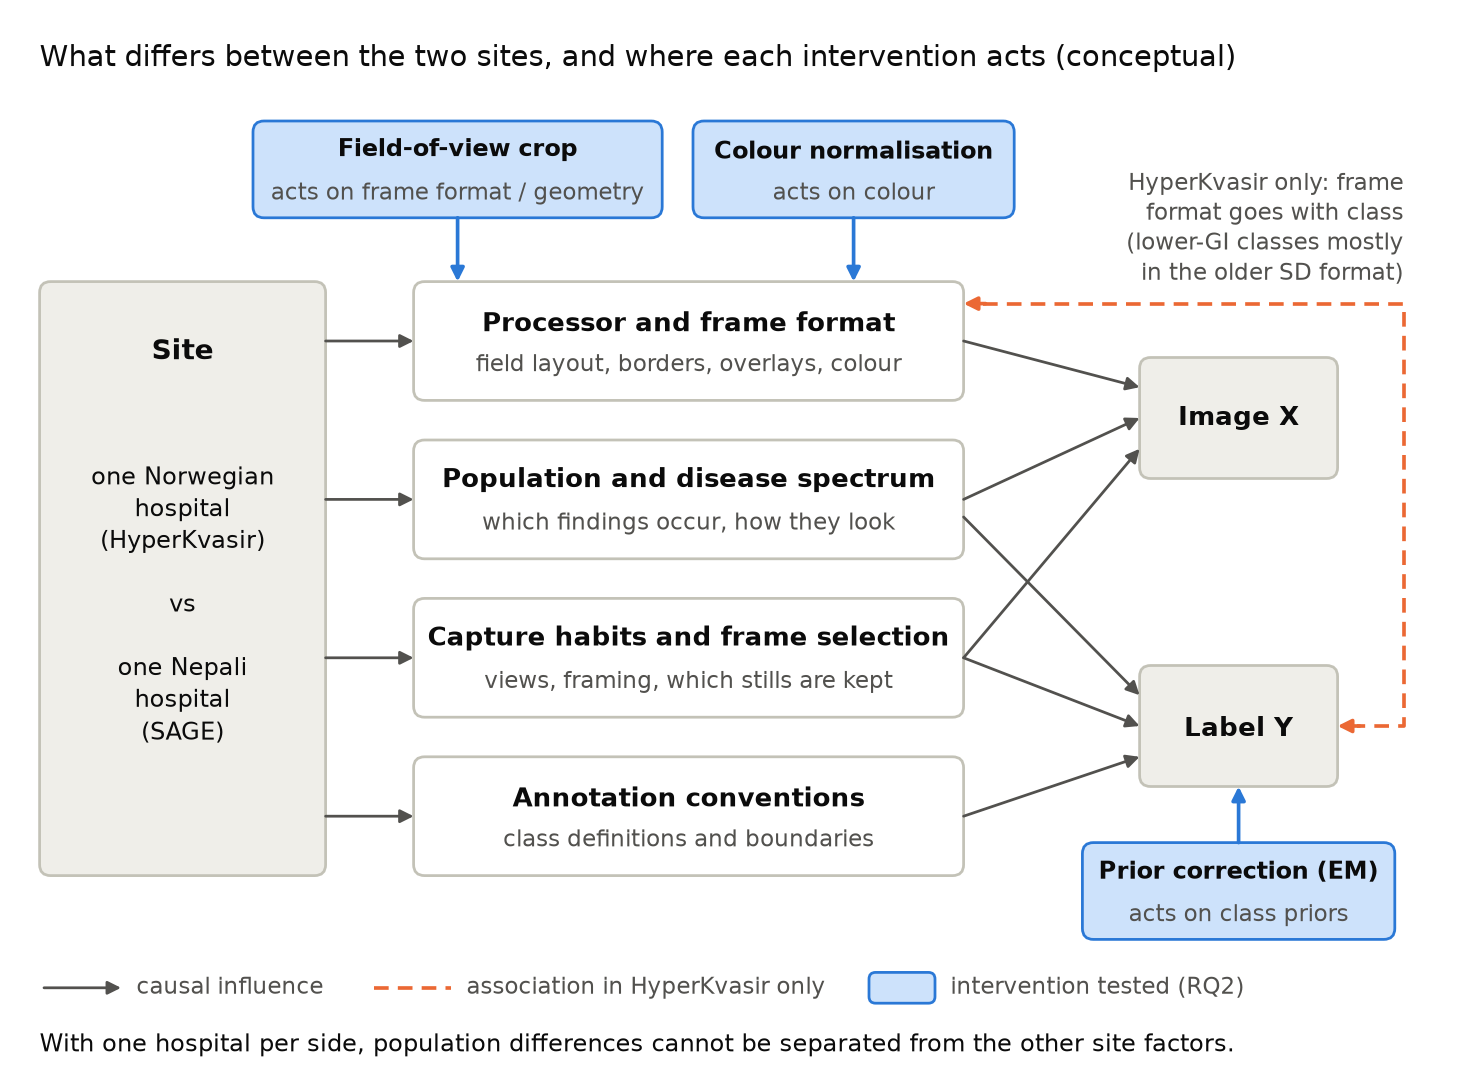 What differs between the two sites, and where each intervention acts (conceptual)
Field-of-view crop
acts on frame format / geometry
Colour normalisation
acts on colour
HyperKvasir only: frame
format goes with class
(lower-GI classes mostly
in the older SD format)
Site
one Norwegian
hospital
(HyperKvasir)
vs
one Nepali
hospital
(SAGE)
Processor and frame format
field layout, borders, overlays, colour
Population and disease spectrum
which findings occur, how they look
Capture habits and frame selection
views, framing, which stills are kept
Annotation conventions
class definitions and boundaries
Image X
Label Y
Prior correction (EM)
acts on class priors
causal influence
association in HyperKvasir only
intervention tested (RQ2)
With one hospital per side, population differences cannot be separated from the other site factors.